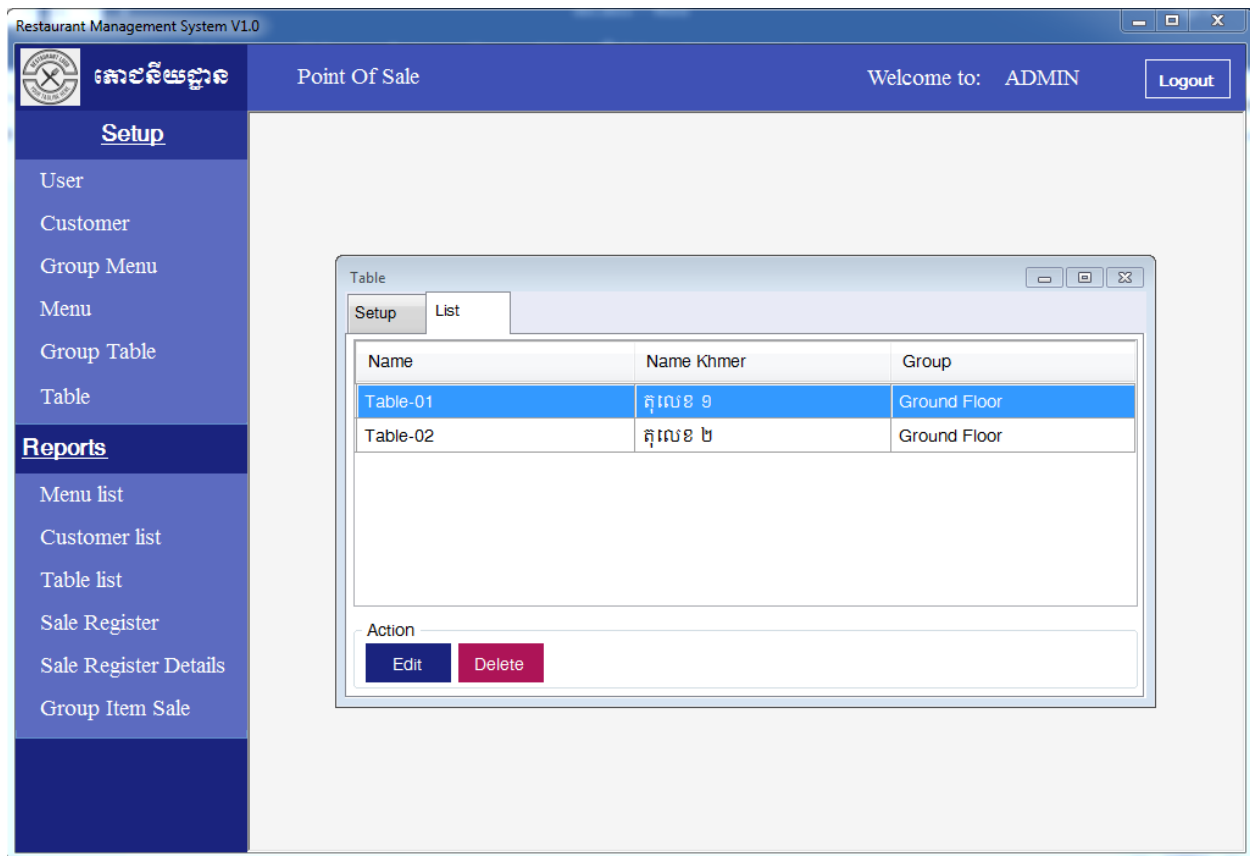 Restaurant Management System V1.0
ភោជនីយដ្ឋាន
Point Of Sale
Welcome to: ADMIN
Logout
Setup
User
Customer
Group Menu
Menu
Group Table
Table
Reports
Menu list
Customer list
Table list
Sale Register
Sale Register Details
Group Item Sale
Table
Setup List
Name Name Khmer Group
Table-01 តុលេខ ១ Ground Floor
Table-02 តុលេខ ២ Ground Floor
Action
Edit Delete